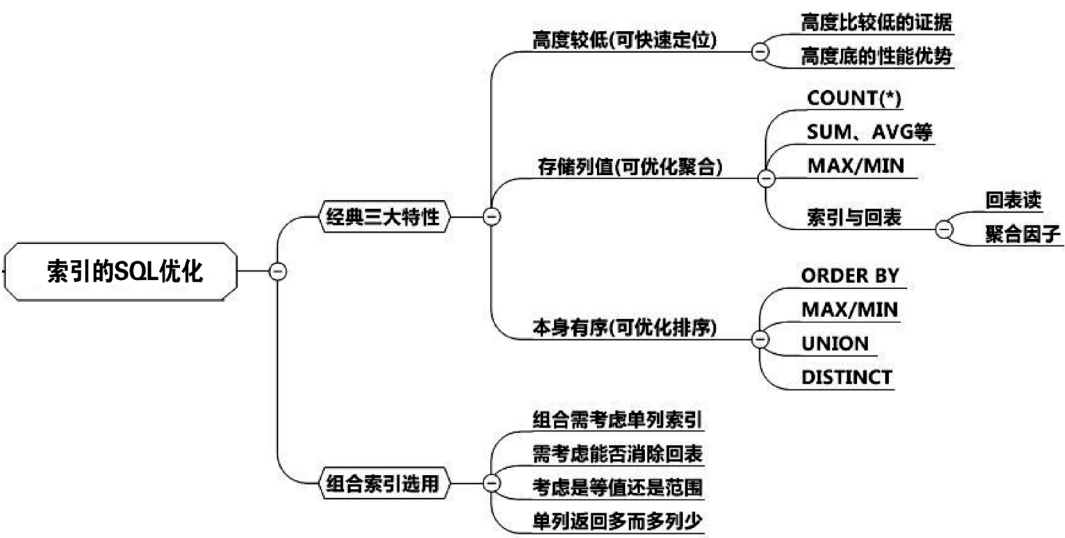 索引的SQL优化
经典三大特性
高度较低(可快速定位)
高度比较低的证据
高度底的性能优势
存储列值(可优化聚合)
COUNT(*)
SUM、AVG等
MAX/MIN
索引与回表
回表读
聚合因子
本身有序(可优化排序)
ORDER BY
MAX/MIN
UNION
DISTINCT
组合索引选用
组合需考虑单列索引
需考虑能否消除回表
考虑是等值还是范围
单列返回多而多列少